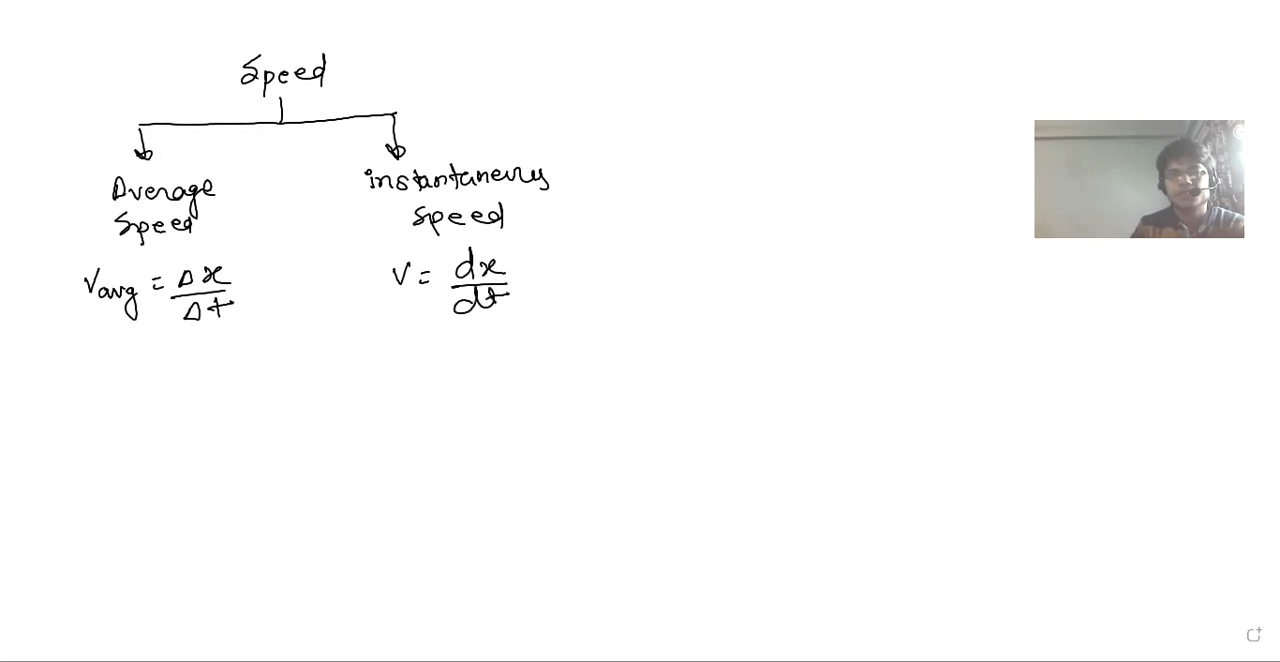 Speed
Average
Speed
instantaneous
speed
Vavg = Δx/Δt
V = dx/dt